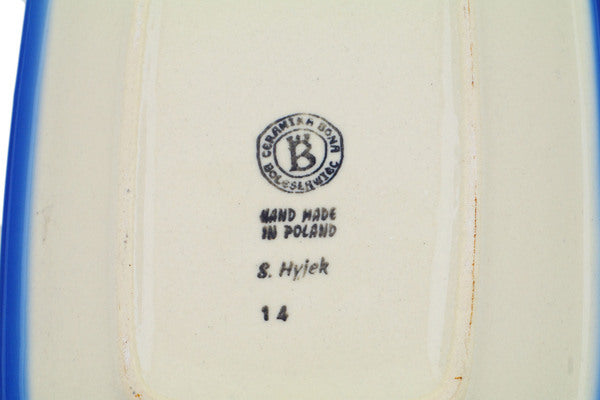 CERAMIKA BONA
B
BOLESŁAWIEC
HAND MADE
IN POLAND
S. Hyjek
14